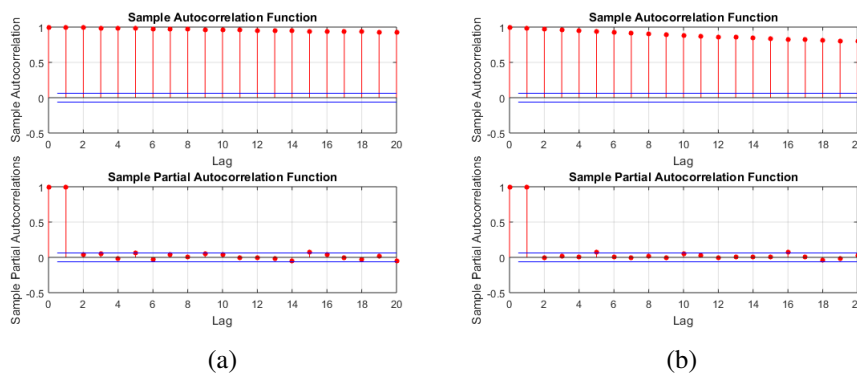 Sample Autocorrelation Function
Sample Autocorrelation
1
0.5
0
-0.5
0 2 4 6 8 10 12 14 16 18 20
Lag
Sample Partial Autocorrelation Function
Sample Partial Autocorrelations
1
0.5
0
-0.5
0 2 4 6 8 10 12 14 16 18 20
Lag
(a)
Sample Autocorrelation Function
Sample Autocorrelation
1
0.5
0
-0.5
0 2 4 6 8 10 12 14 16 18 20
Lag
Sample Partial Autocorrelation Function
Sample Partial Autocorrelations
1
0.5
0
-0.5
0 2 4 6 8 10 12 14 16 18 20
Lag
(b)